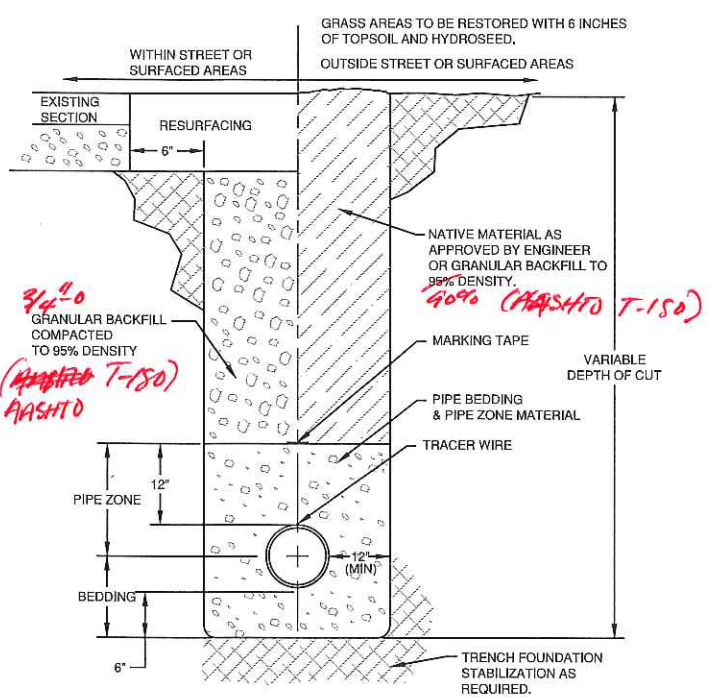 GRASS AREAS TO BE RESTORED WITH 6 INCHES
OF TOPSOIL AND HYDROSEED.
WITHIN STREET OR
SURFACED AREAS
OUTSIDE STREET OR SURFACED AREAS
EXISTING
SECTION
RESURFACING
6"
NATIVE MATERIAL AS
APPROVED BY ENGINEER
OR GRANULAR BACKFILL TO
95% DENSITY.
90% (AASHTO T-180)
3/4"-0
GRANULAR BACKFILL
COMPACTED
TO 95% DENSITY
(AASHTO T-180)
AASHTO
MARKING TAPE
VARIABLE
DEPTH OF CUT
PIPE BEDDING
& PIPE ZONE MATERIAL
TRACER WIRE
12"
PIPE ZONE
12"
(MIN)
BEDDING
6"
TRENCH FOUNDATION
STABILIZATION AS
REQUIRED.